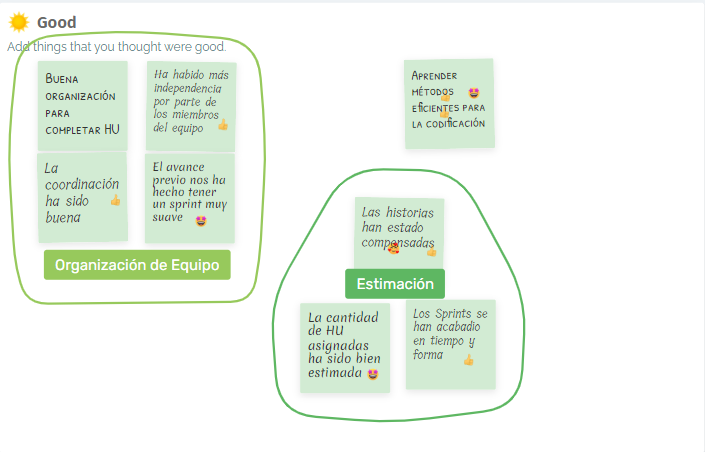 Good
Add things that you thought were good.
Buena
organización
para
completar HU
Ha habido más
independencia
por parte de
los miembros
del equipo
La
coordinación
ha sido
buena
El avance
previo nos ha
hecho tener
un sprint muy
suave
Organización de Equipo
Aprender
métodos
eficientes para
la codificación
Las historias
han estado
compensadas
Estimación
La cantidad
de HU
asignadas
ha sido bien
estimada
Los Sprints se
han acabadio
en tiempo y
forma